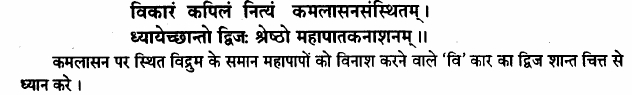 विकारं कपिलं नित्यं कमलासनसंस्थितम्।
ध्यायेच्छान्तो द्विजः श्रेष्ठो महापातकनाशनम्॥
कमलासन पर स्थित विद्रुम के समान महापापों को विनाश करने वाले ‘वि’ कार का द्विज शान्त चित्त से
ध्यान करे ।